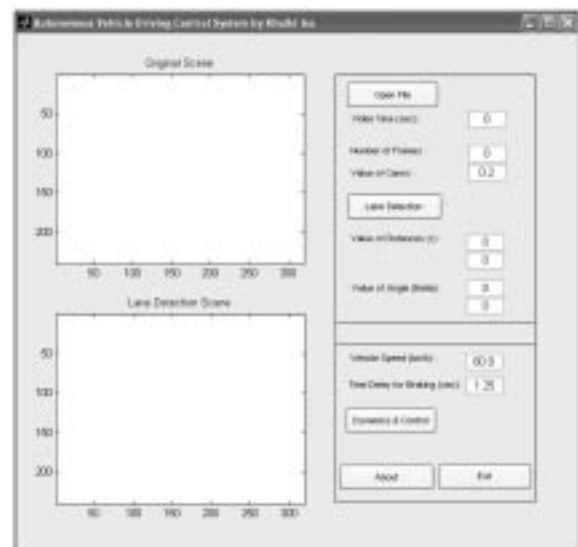 Autonomous Vehicle Driving Control System by Khalid Isa
Original Scene
50
100
150
200
50 100 150 200 250 300
Lane Detection Scene
50
100
150
200
50 100 150 200 250 300
Open File
Video Time (sec): 0
Number of Frames: 0
Value of Canny: 0.2
Lane Detection
Value of Distances (r): 0
0
Value of Angle (theta): 0
0
Vehicle Speed (km/h): 60.0
Time Delay for Braking (sec): 1.25
Dynamics & Control
About Exit